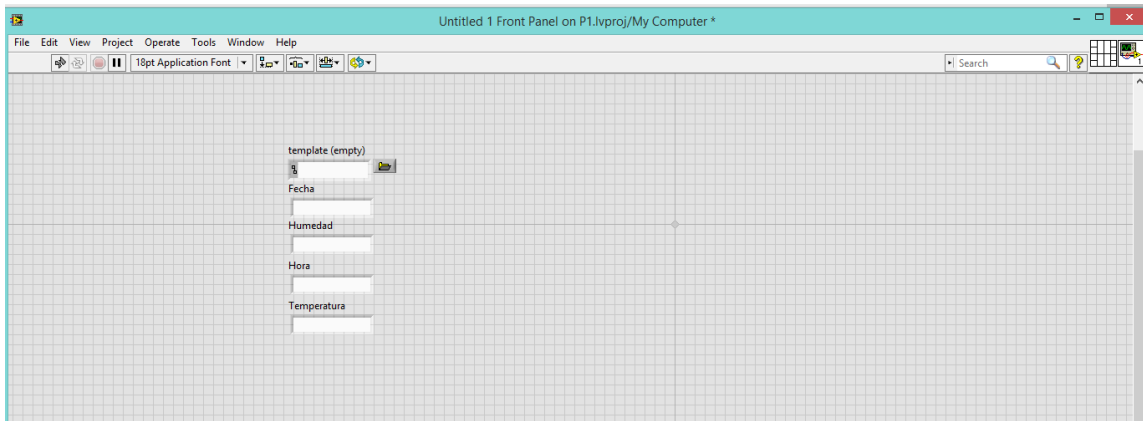 Untitled 1 Front Panel on P1.lvproj/My Computer *
File Edit View Project Operate Tools Window Help
18pt Application Font
Search
?
1
template (empty)
Fecha
Humedad
Hora
Temperatura